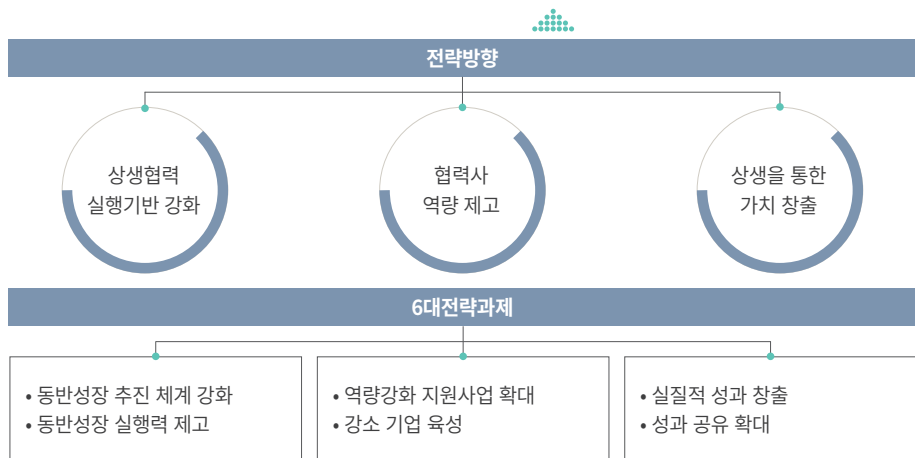 전략방향
상생협력
실행기반 강화
협력사
역량 제고
상생을 통한
가치 창출
6대전략과제
• 동반성장 추진 체계 강화
• 동반성장 실행력 제고
• 역량강화 지원사업 확대
• 강소 기업 육성
• 실질적 성과 창출
• 성과 공유 확대